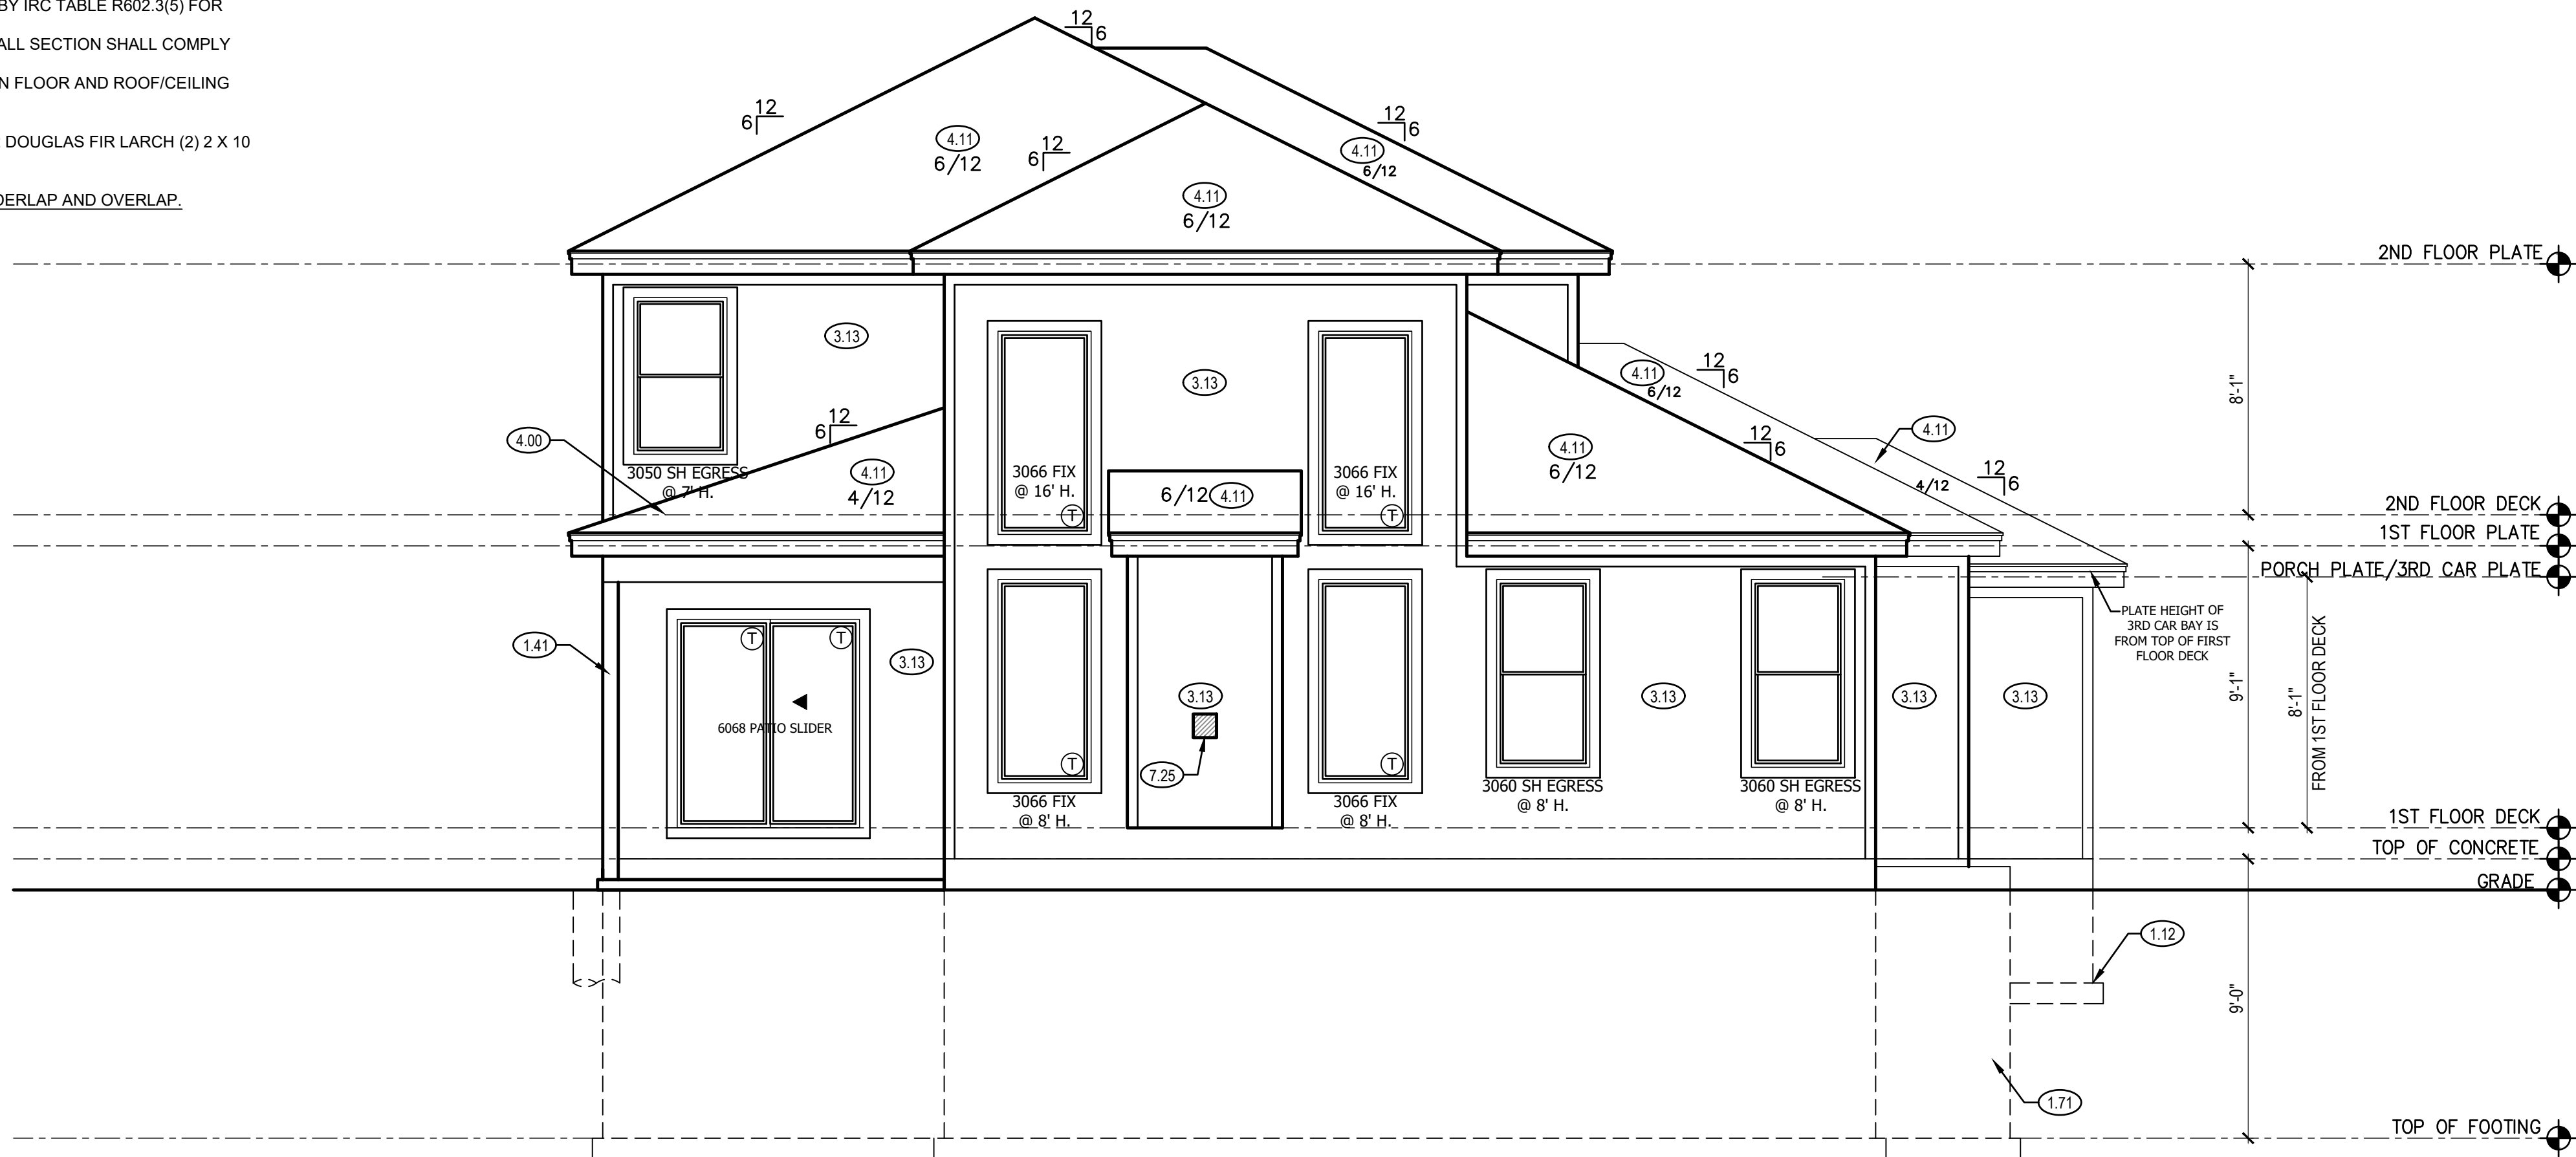 BY IRC TABLE R602.3(5) FOR
ALL SECTION SHALL COMPLY
N FLOOR AND ROOF/CEILING
DOUGLAS FIR LARCH (2) 2 X 10
DERLAP AND OVERLAP.
12
6
12
6
12
6
12
6
4.11
6/12
4.11
6/12
4.11
6/12
2ND FLOOR PLATE
3.13
3.13
12
6
4.11
6/12
12
6
8'-1"
4.00
3050 SH EGRESS
@ 7' H.
4.11
4/12
3066 FIX
@ 16' H.
T
6/12
4.11
3066 FIX
@ 16' H.
T
4.11
6/12
12
6
4.11
4/12
12
6
2ND FLOOR DECK
1ST FLOOR PLATE
PORCH PLATE/3RD CAR PLATE
PLATE HEIGHT OF
3RD CAR BAY IS
FROM TOP OF FIRST
FLOOR DECK
1.41
T
T
3.13
6068 PATIO SLIDER
3.13
7.25
T
T
3066 FIX
@ 8' H.
3066 FIX
@ 8' H.
3060 SH EGRESS
@ 8' H.
3.13
3060 SH EGRESS
@ 8' H.
3.13
3.13
9'-1"
8'-1"
FROM 1ST FLOOR DECK
1ST FLOOR DECK
TOP OF CONCRETE
GRADE
1.12
9'-0"
1.71
TOP OF FOOTING